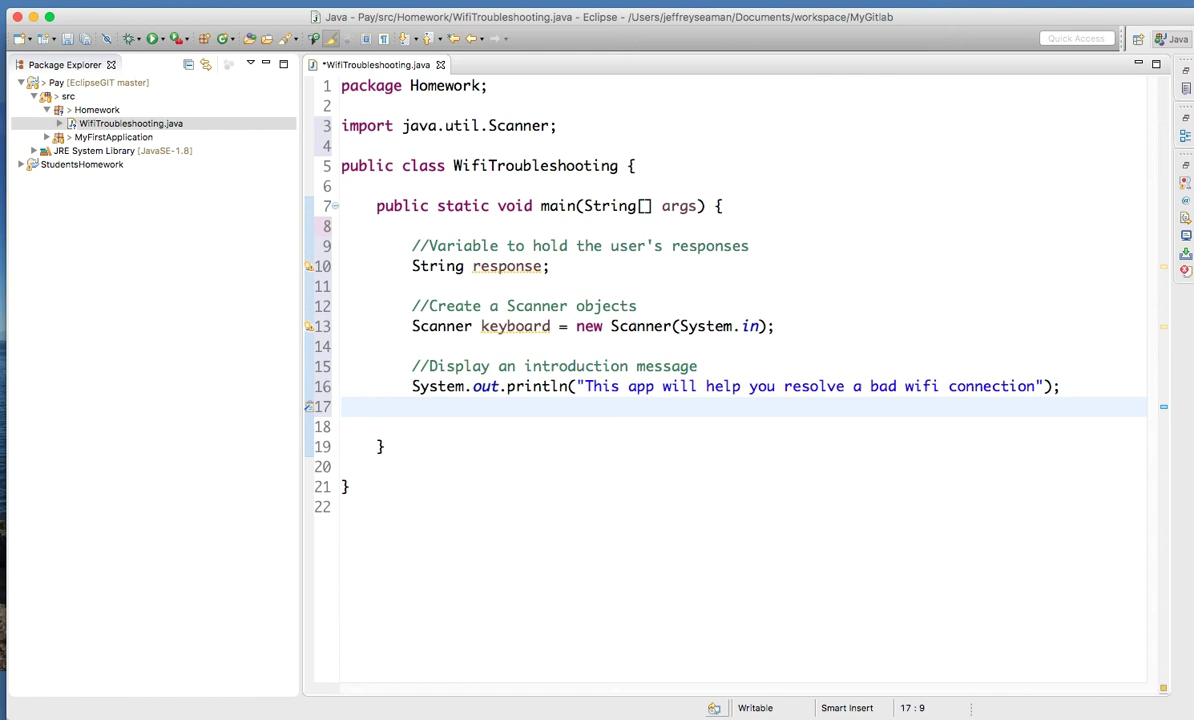 Java - Pay/src/Homework/WifiTroubleshooting.java - Eclipse - /Users/jeffreyseaman/Documents/workspace/MyGitlab
Quick Access
Java
Package Explorer
> Pay [EclipseGIT master]
> src
> Homework
WifiTroubleshooting.java
> MyFirstApplication
JRE System Library [JavaSE-1.8]
StudentsHomework
*WifiTroubleshooting.java
1 package Homework;
2
3 import java.util.Scanner;
4
5 public class WifiTroubleshooting {
6
7 public static void main(String[] args) {
8
9 //Variable to hold the user's responses
10 String response;
11
12 //Create a Scanner objects
13 Scanner keyboard = new Scanner(System.in);
14
15 //Display an introduction message
16 System.out.println("This app will help you resolve a bad wifi connection");
17
18
19 }
20
21 }
22
Writable
Smart Insert
17 : 9